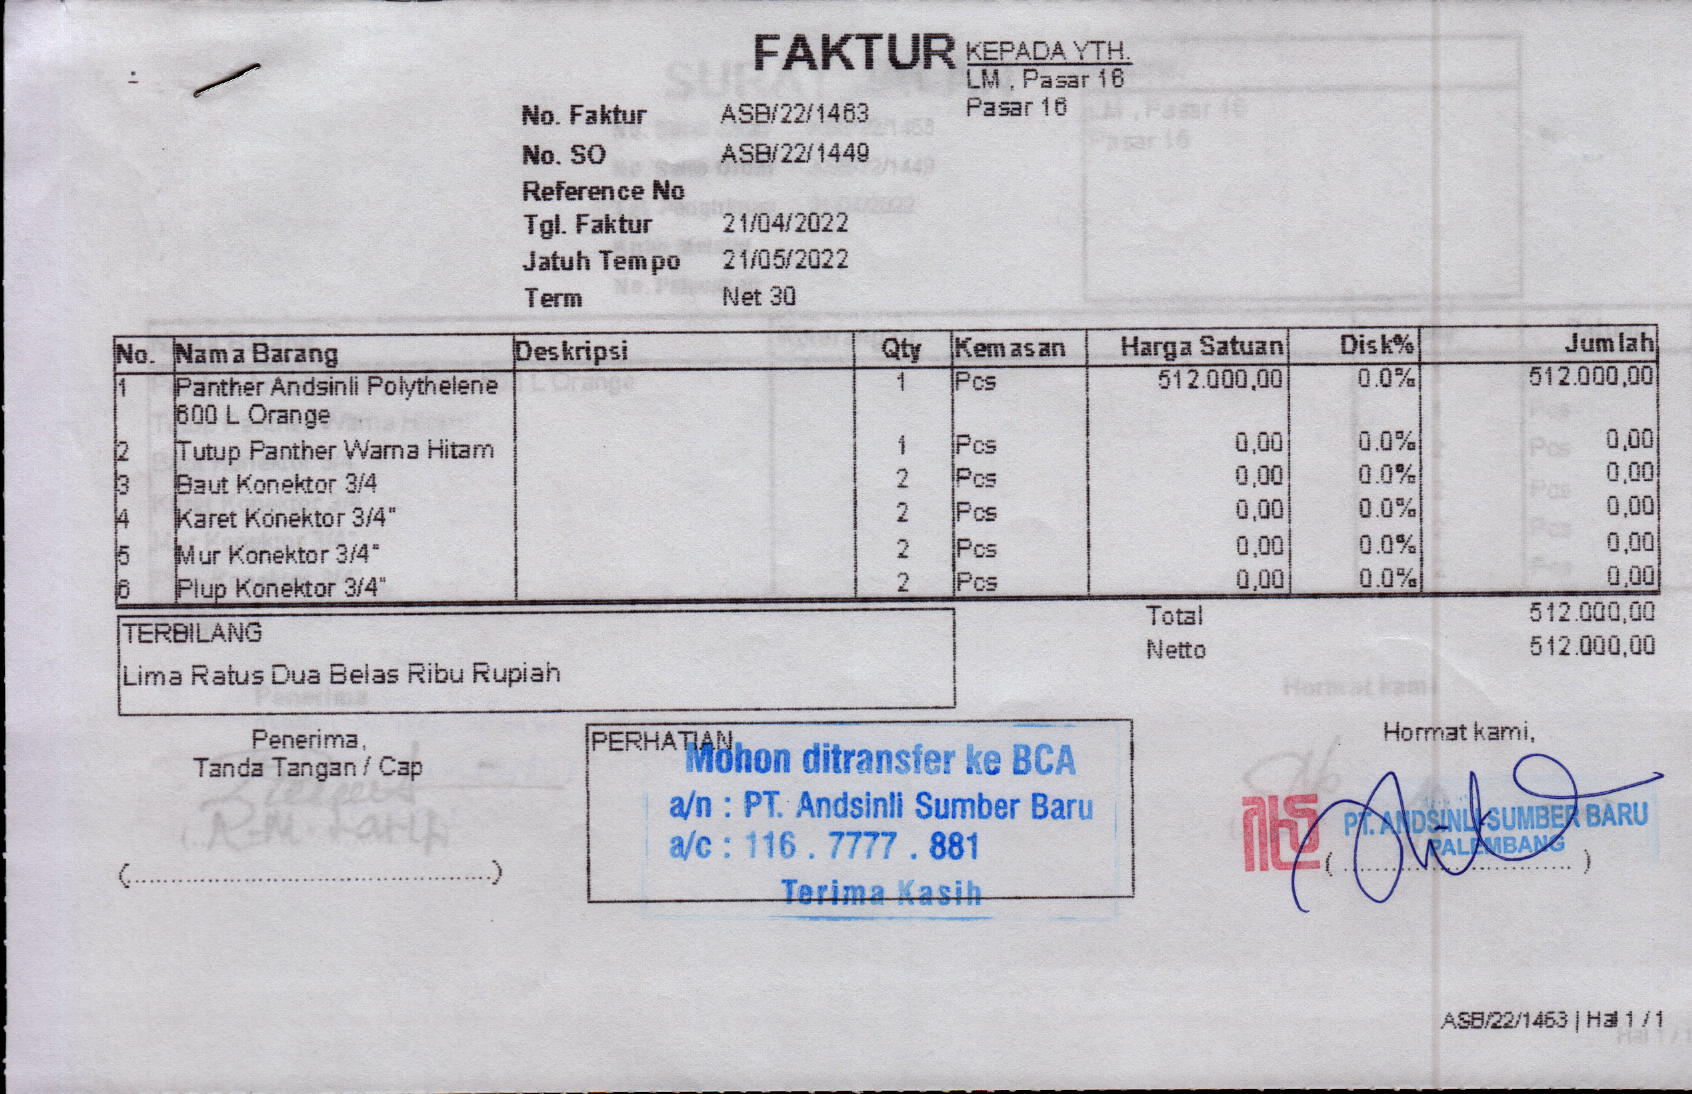 FAKTUR
KEPADA YTH.
LM , Pasar 16
Pasar 16
No. Faktur ASB/22/1463
No. SO ASB/22/1449
Reference No
Tgl. Faktur 21/04/2022
Jatuh Tempo 21/05/2022
Term Net 30
No. Nama Barang Deskripsi Qty Kemasan Harga Satuan Disk% Jumlah
1 Panther Andsinli Polythelene 1 Pcs 512.000,00 0.0% 512.000,00
600 L Orange
2 Tutup Panther Warna Hitam 1 Pcs 0,00 0.0% 0,00
3 Baut Konektor 3/4 2 Pcs 0,00 0.0% 0,00
4 Karet Konektor 3/4" 2 Pcs 0,00 0.0% 0,00
5 Mur Konektor 3/4" 2 Pcs 0,00 0.0% 0,00
6 Plup Konektor 3/4" 2 Pcs 0,00 0.0% 0,00
Total 512.000,00
Netto 512.000,00
TERBILANG
Lima Ratus Dua Belas Ribu Rupiah
Penerima,
Tanda Tangan / Cap
(..................................................)
PERHATIAN
Mohon ditransfer ke BCA
a/n : PT. Andsinli Sumber Baru
a/c : 116 . 7777 . 881
Terima Kasih
Hormat kami,
PT. ANDSINLI SUMBER BARU
PALEMBANG
( .............................. )
ASB/22/1463 | Hal 1 / 1